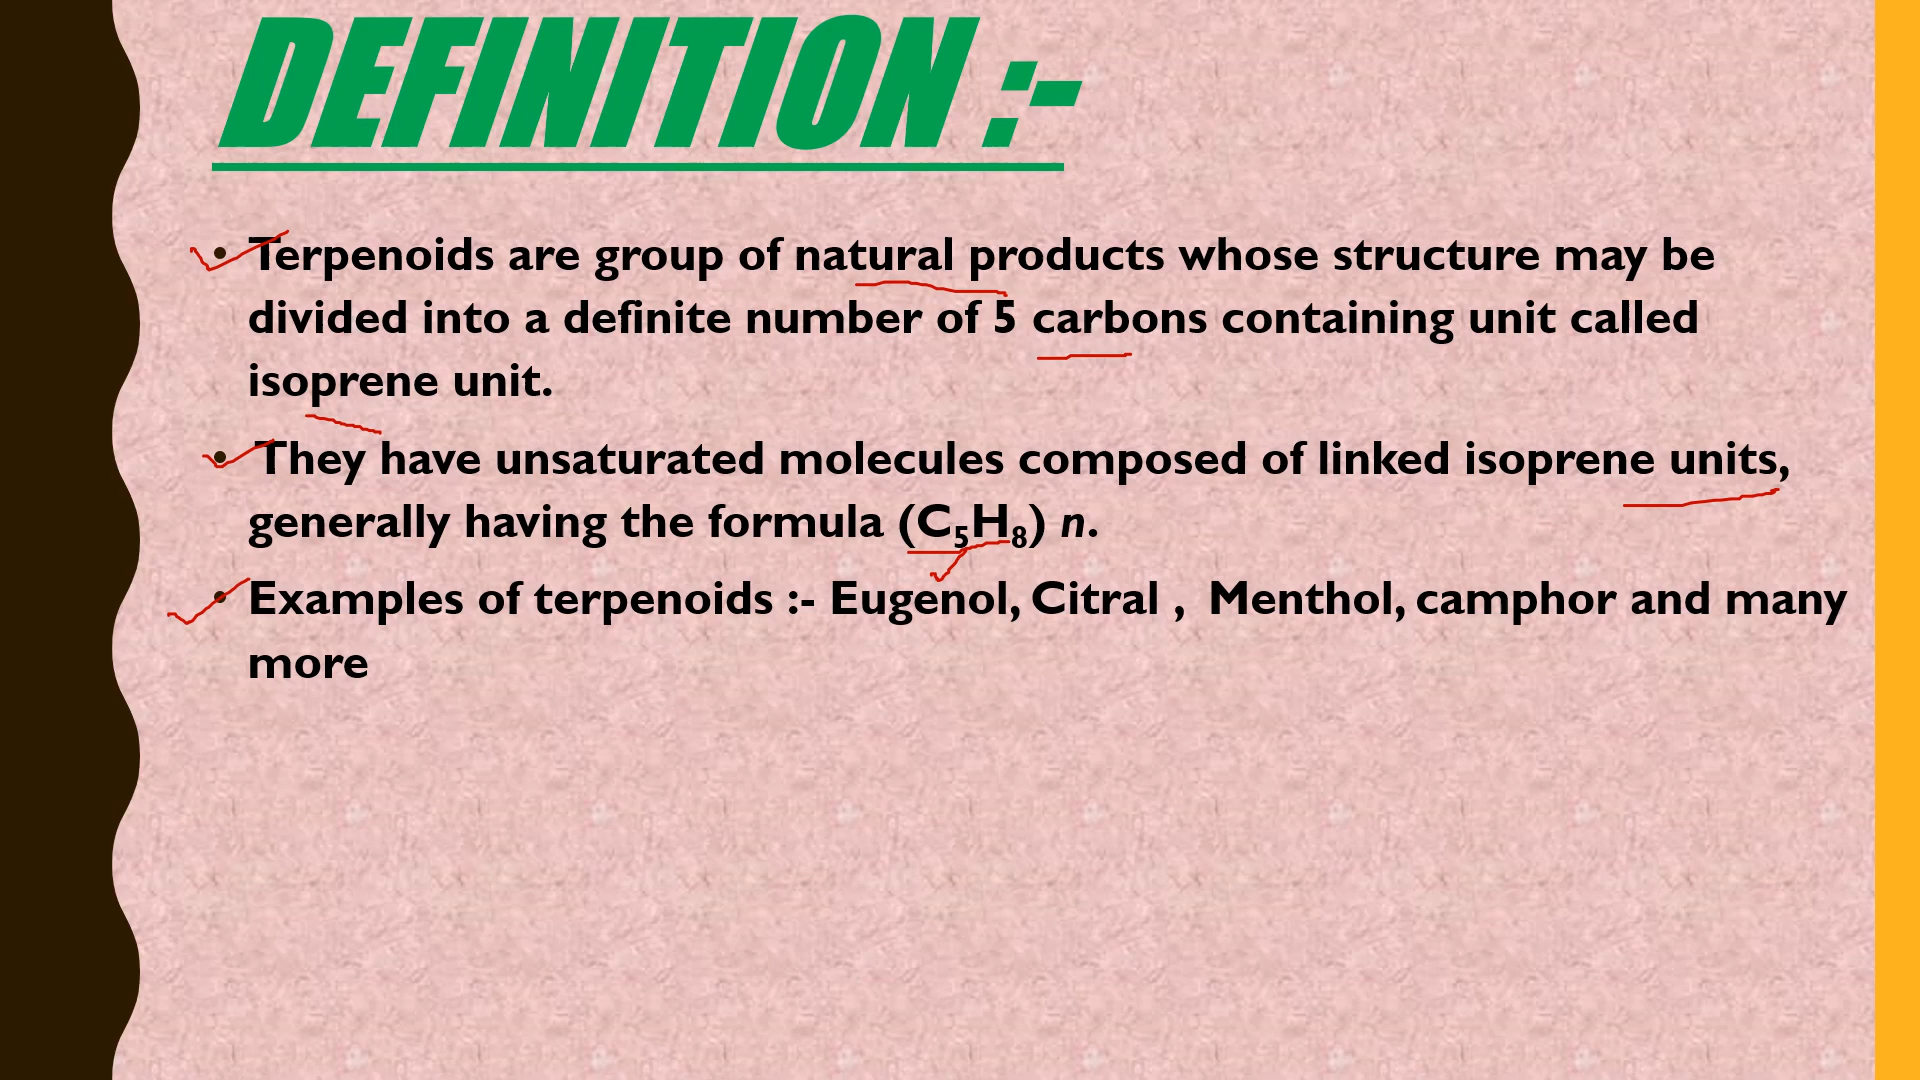 DEFINITION :-
• Terpenoids are group of natural products whose structure may be
divided into a definite number of 5 carbons containing unit called
isoprene unit.
• They have unsaturated molecules composed of linked isoprene units,
generally having the formula (C₅H₈) n.
• Examples of terpenoids :- Eugenol, Citral , Menthol, camphor and many
more